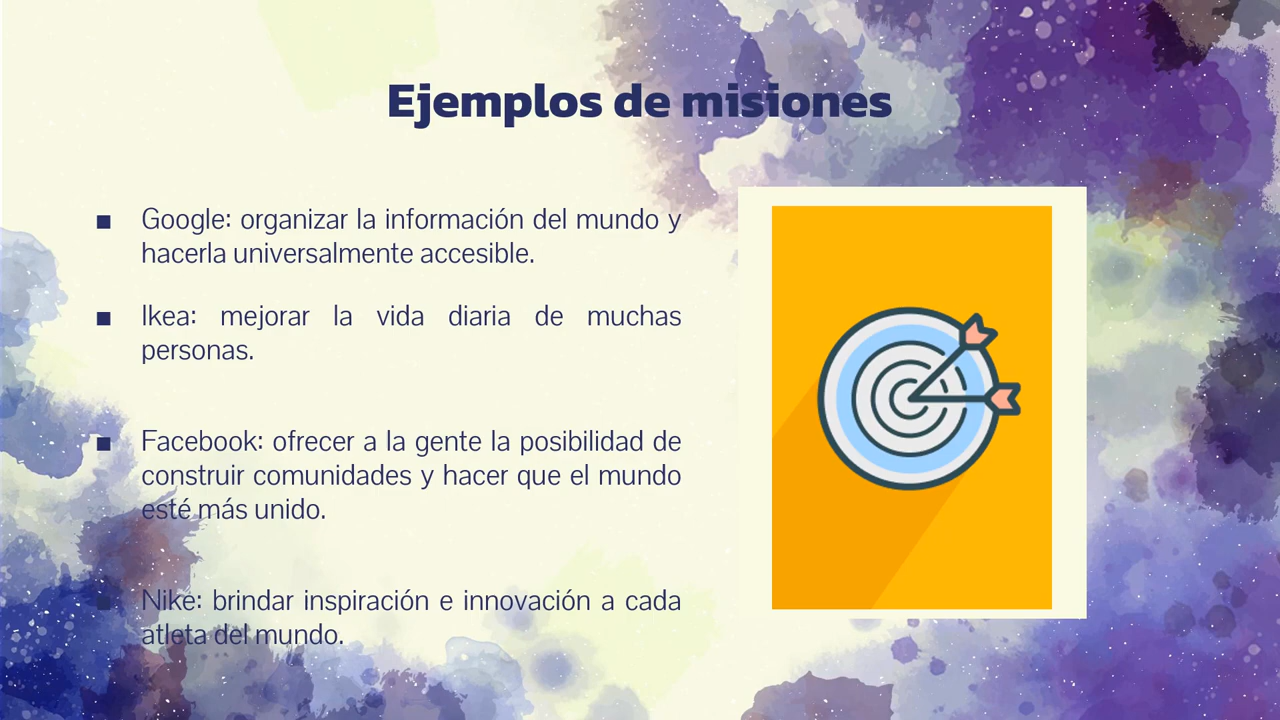 Ejemplos de misiones
■ Google: organizar la información del mundo y
hacerla universalmente accesible.
■ Ikea: mejorar la vida diaria de muchas
personas.
■ Facebook: ofrecer a la gente la posibilidad de
construir comunidades y hacer que el mundo
esté más unido.
■ Nike: brindar inspiración e innovación a cada
atleta del mundo.